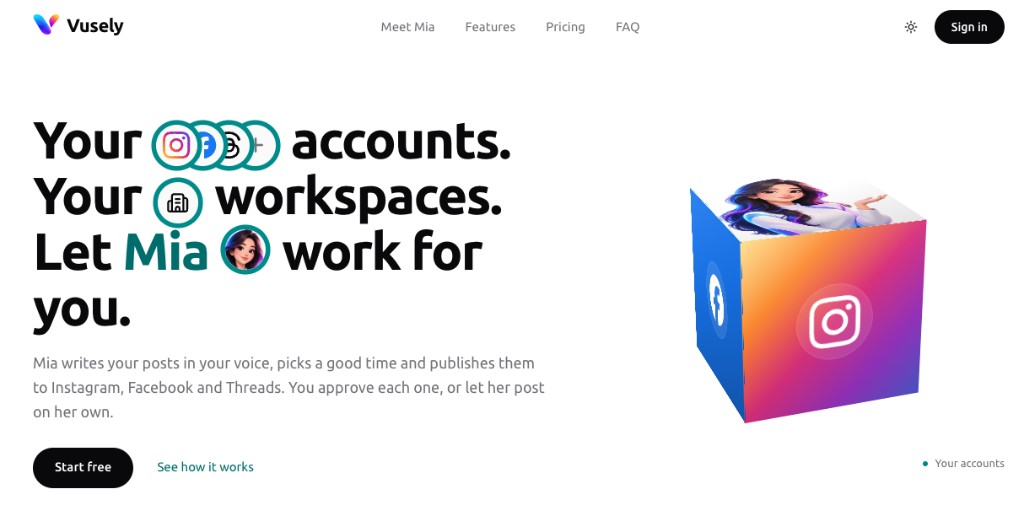 Vusely
Meet Mia
Features
Pricing
FAQ
Sign in
Your accounts.
Your workspaces.
Let Mia work for
you.
Mia writes your posts in your voice, picks a good time and publishes them
to Instagram, Facebook and Threads. You approve each one, or let her post
on her own.
Start free
See how it works
Your accounts